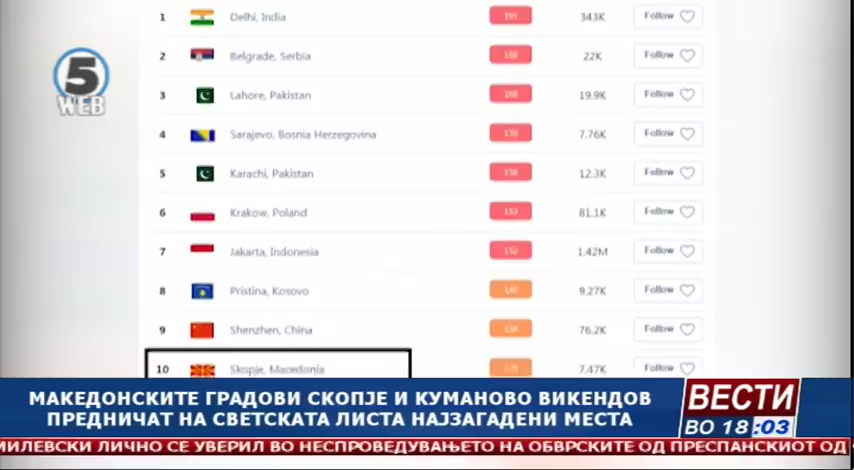 1 Delhi, India 191 343K Follow
2 Belgrade, Serbia 22K Follow
3 Lahore, Pakistan 19.9K Follow
4 Sarajevo, Bosnia Herzegovina 7.76K Follow
5 Karachi, Pakistan 12.3K Follow
6 Krakow, Poland 81.1K Follow
7 Jakarta, Indonesia 1.42M Follow
8 Pristina, Kosovo 9.27K Follow
9 Shenzhen, China 76.2K Follow
10 Skopje, Macedonia 7.47K Follow
5
WEB
МАКЕДОНСКИТЕ ГРАДОВИ СКОПЈЕ И КУМАНОВО ВИКЕНДОВ
ПРЕДНИЧАТ НА СВЕТСКАТА ЛИСТА НАЈЗАГАДЕНИ МЕСТА
ВЕСТИ
ВО 18:03
МИЛЕВСКИ ЛИЧНО СЕ УВЕРИЛ ВО НЕСПРОВЕДУВАЊЕТО НА ОБВРСКИТЕ ОД ПРЕСПАНСКИОТ ОД